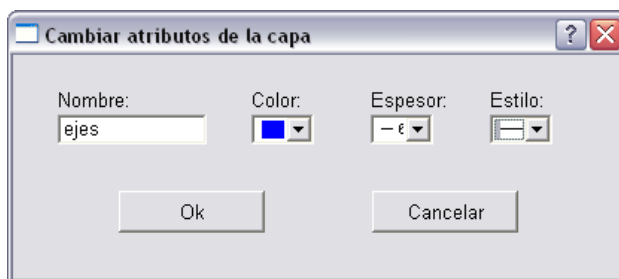 Cambiar atributos de la capa
Nombre: Color: Espesor: Estilo:
ejes
Ok Cancelar